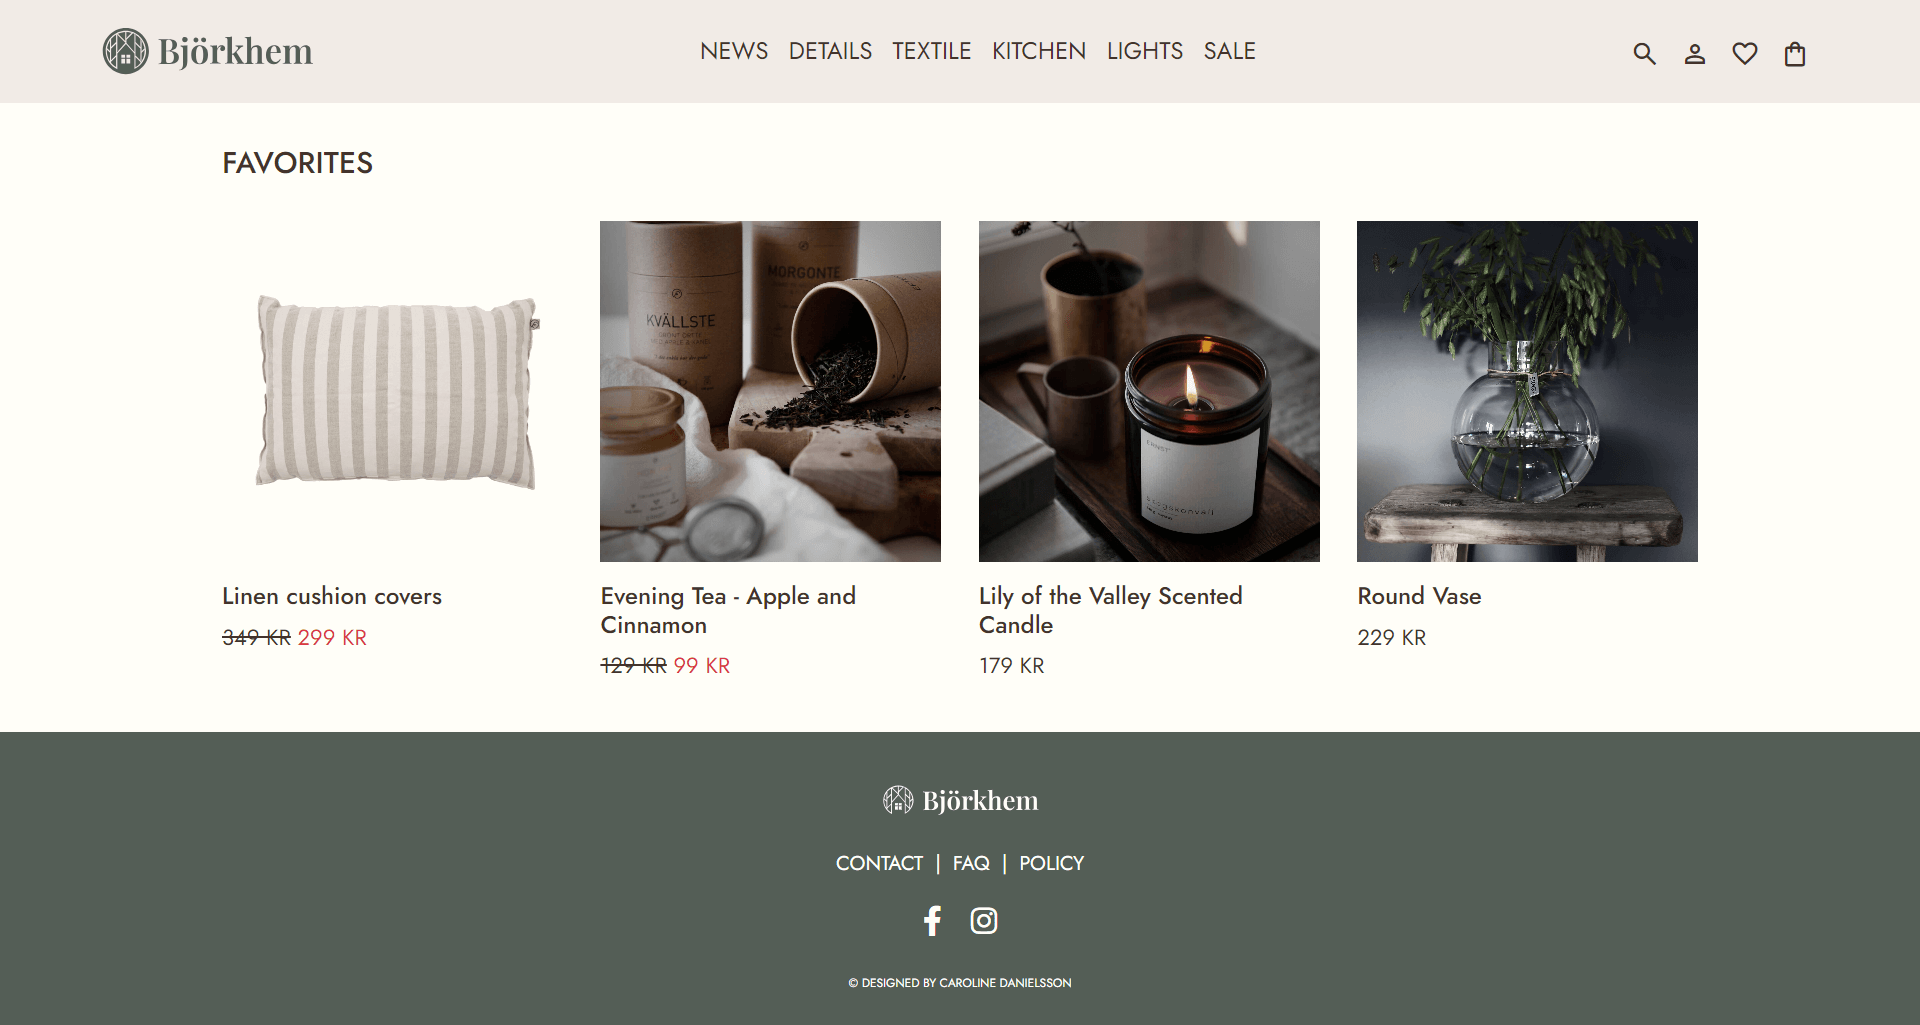 Björkhem
NEWS DETAILS TEXTILE KITCHEN LIGHTS SALE
FAVORITES
MORGONTE
KVÄLLSTE
ERNST
Linen cushion covers
349 KR 299 KR
Evening Tea - Apple and
Cinnamon
129 KR 99 KR
Lily of the Valley Scented
Candle
179 KR
Round Vase
229 KR
Björkhem
CONTACT | FAQ | POLICY
© DESIGNED BY CAROLINE DANIELSSON